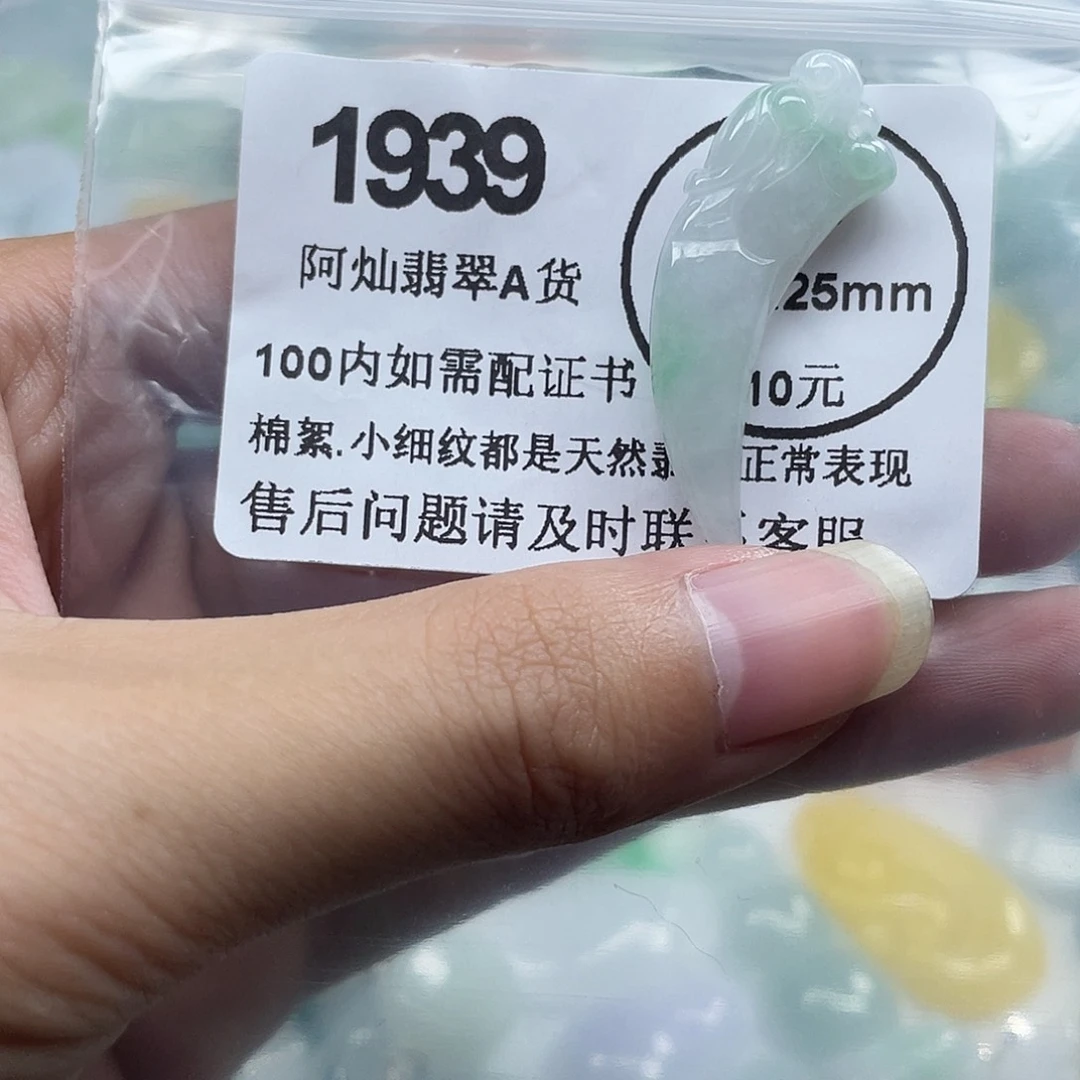 1939
阿灿翡翠A货
25mm
100内如需配证书 10元
棉絮.小细纹都是天然 正常表现
售后问题请及时联 客服